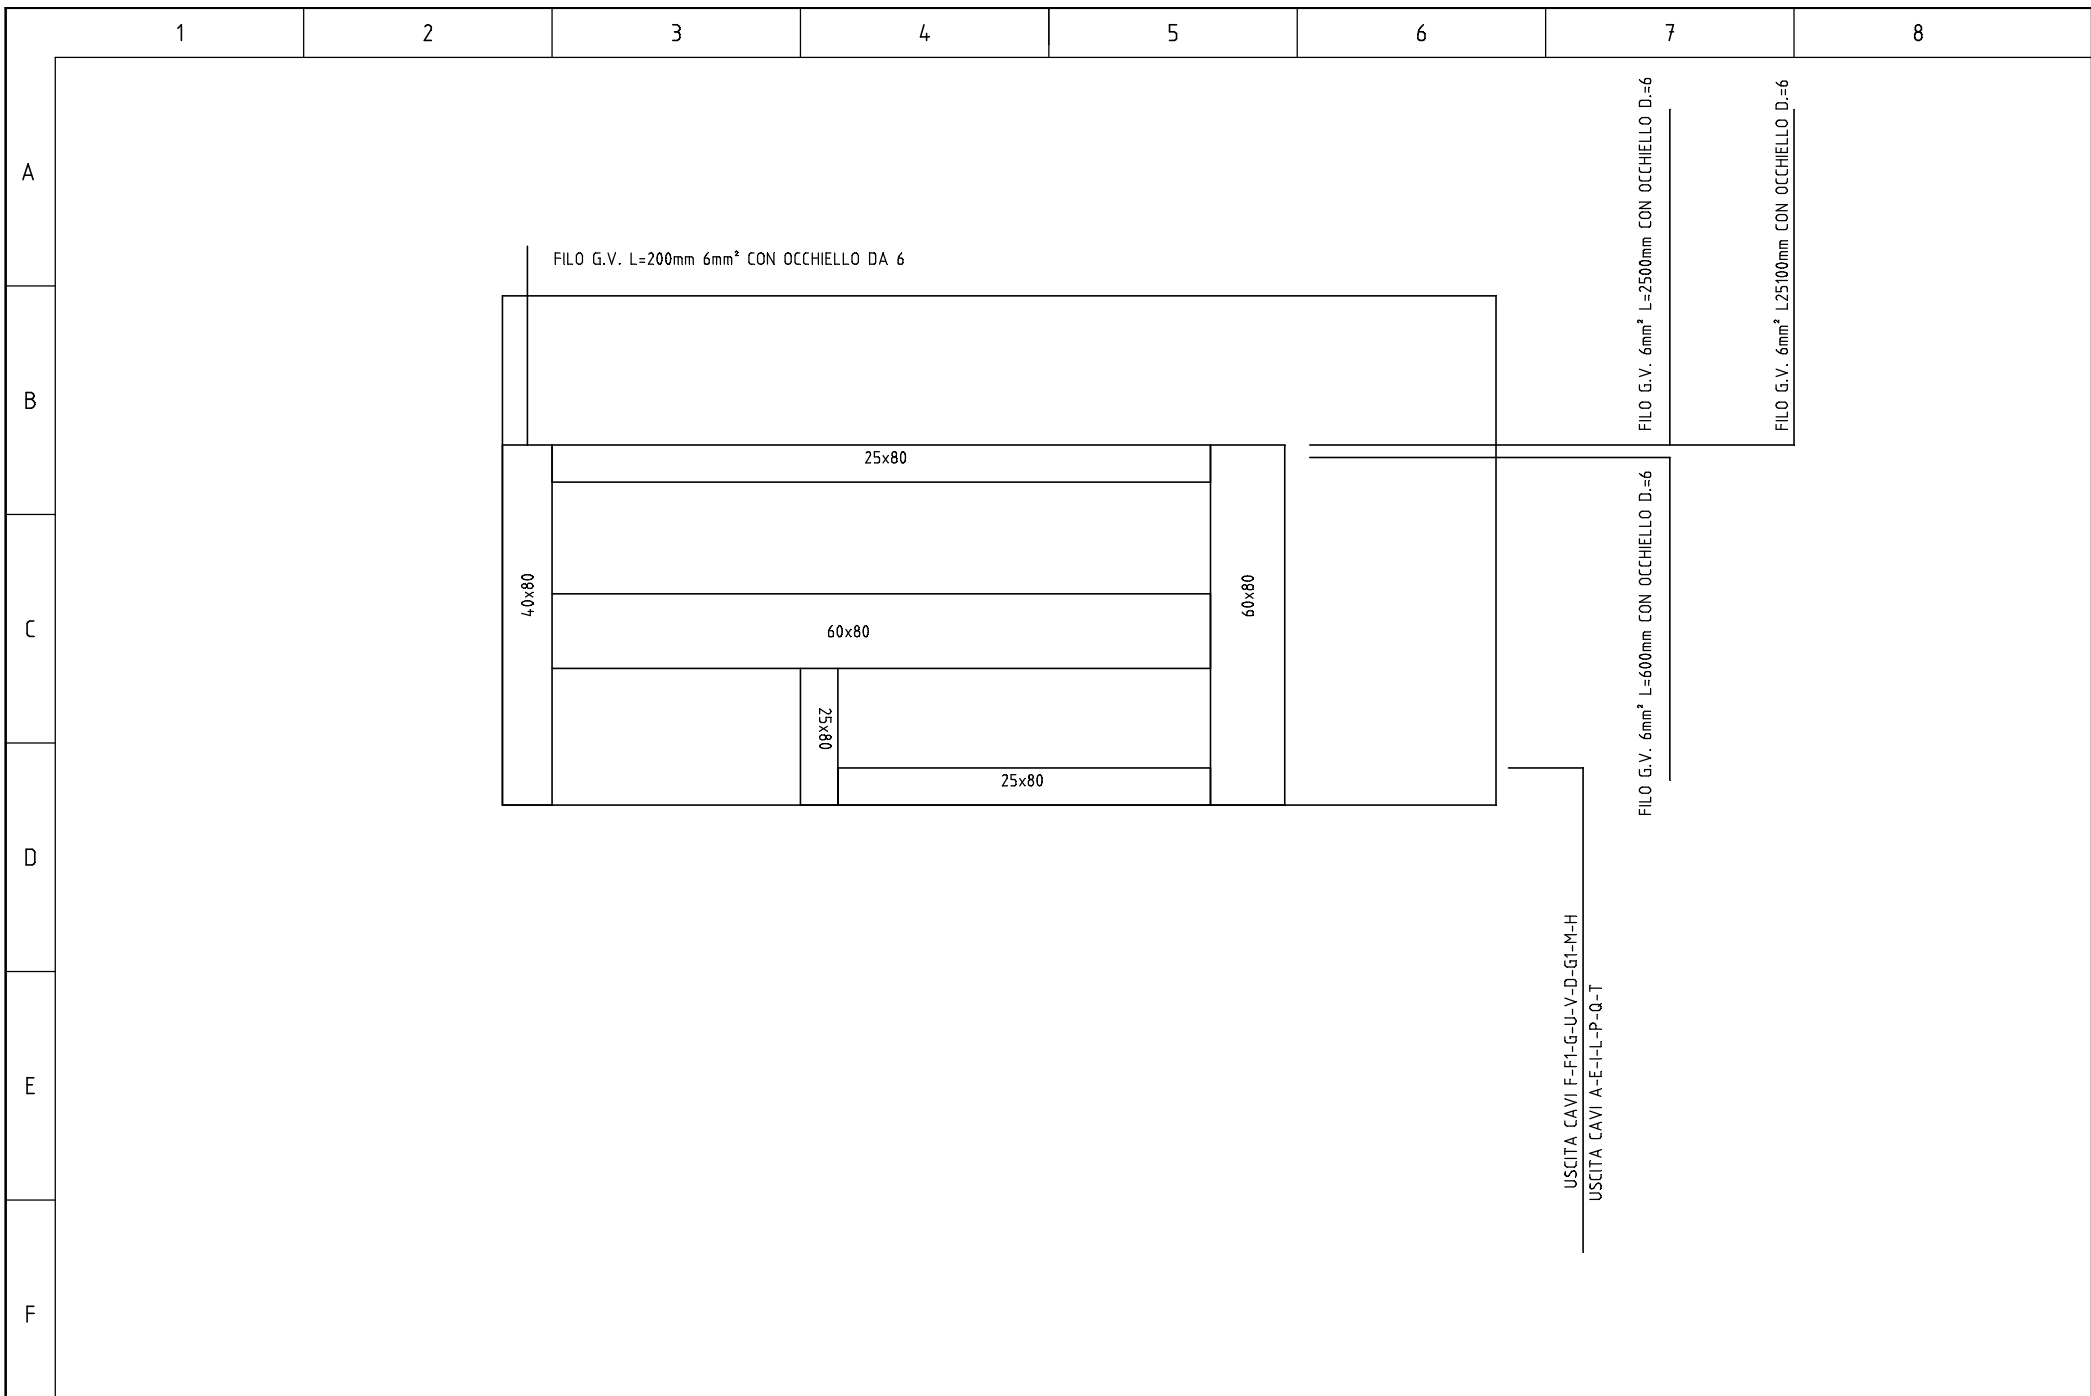 1 2 3 4 5 6 7 8
A
B
C
D
E
F
FILO G.V. L=200mm 6mm² CON OCCHIELLO DA 6
FILO G.V. 6mm² L=2500mm CON OCCHIELLO D.=6
FILO G.V. 6mm² L25100mm CON OCCHIELLO D.=6
25x80
40x80
60x80
60x80
25x80
25x80
FILO G.V. 6mm² L=600mm CON OCCHIELLO D.=6
USCITA CAVI F-F1-G-U-V-D-G1-M-H
USCITA CAVI A-E-I-L-P-Q-T